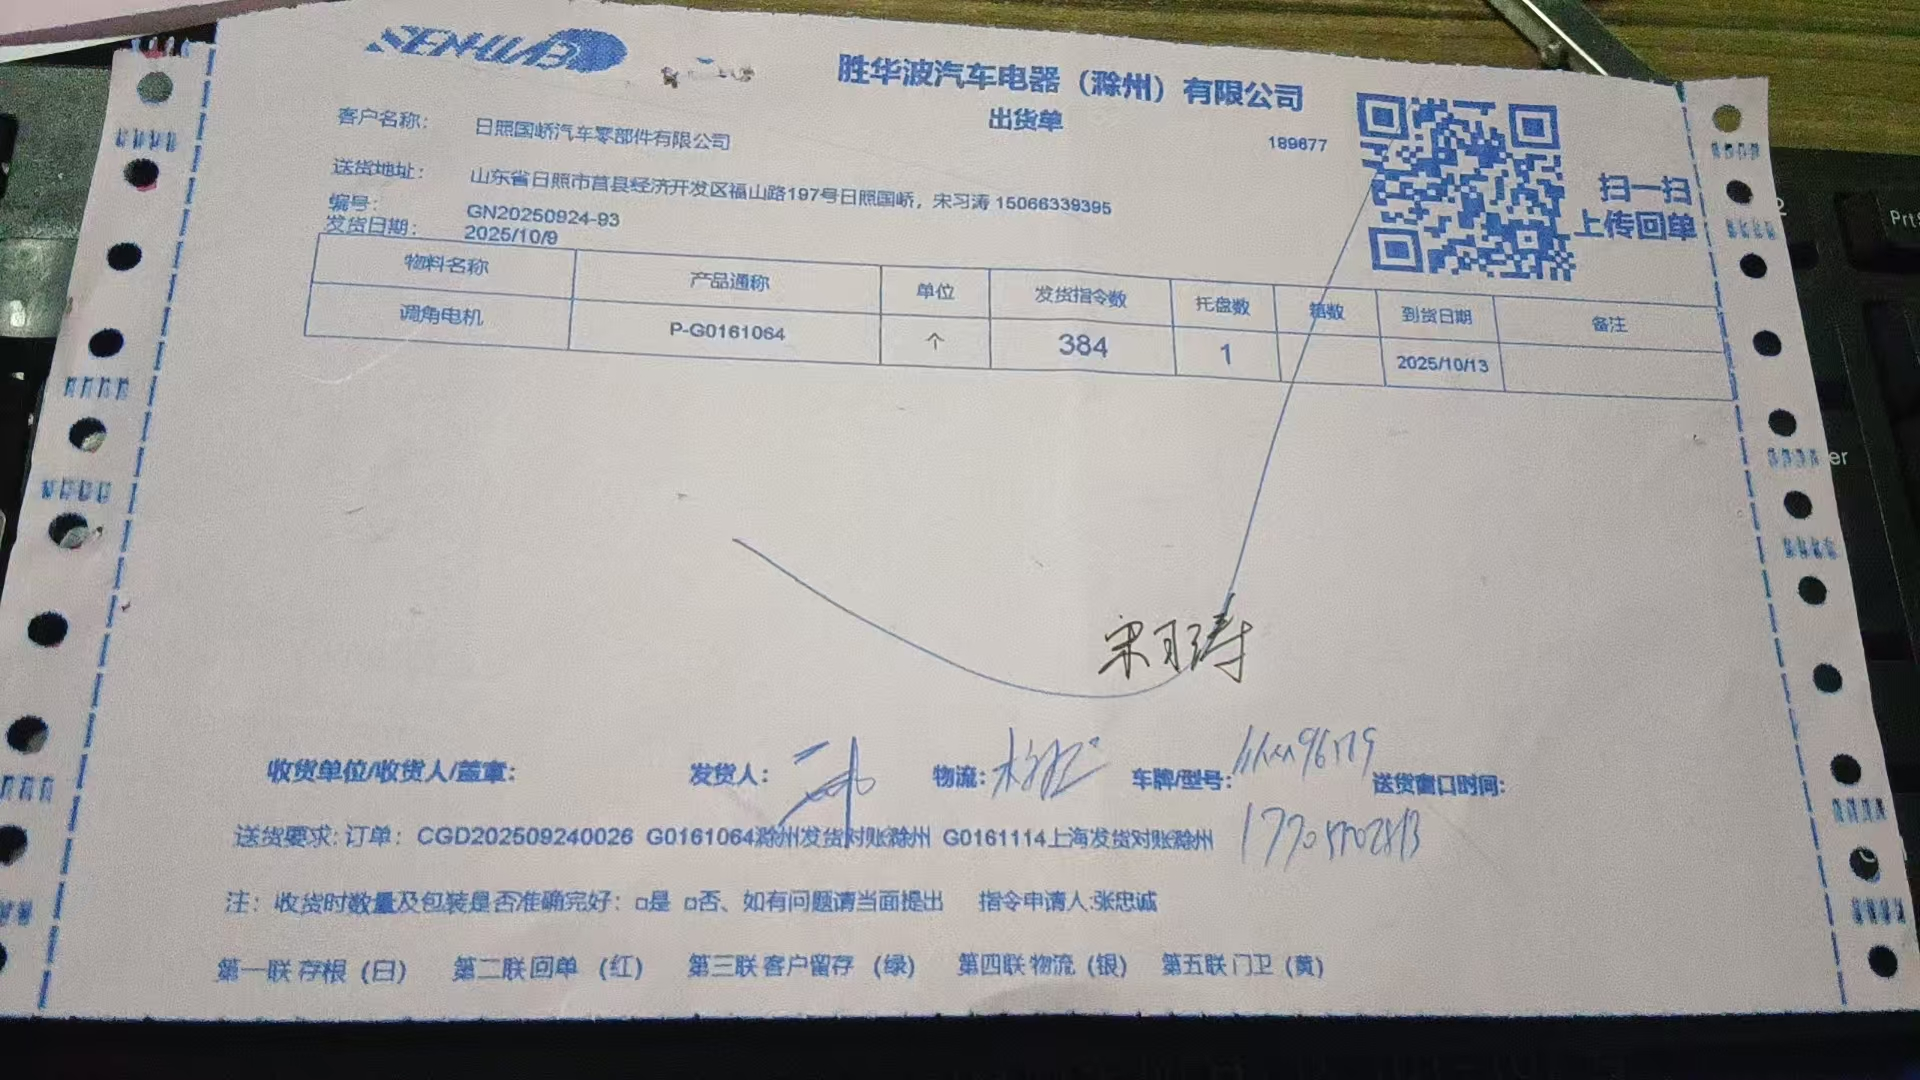 SENHWAB
胜华波汽车电器（滁州）有限公司
出货单
189877
扫一扫
上传回单
客户名称： 日照国峤汽车零部件有限公司
送货地址： 山东省日照市莒县经济开发区福山路197号日照国峤，宋习涛 15066339395
编号： GN20250924-93
发货日期： 2025/10/9
物料名称 产品通称 单位 发货指令数 托盘数 箱数 到货日期 备注
调角电机 P-G0161064 个 384 1 2025/10/13
宋习涛
收货单位/收货人/盖章： 发货人： 物流： 车牌/型号： 送货窗口时间：
送货要求: 订单：CGD202509240026 G0161064滁州发货对账滁州 G0161114上海发货对账滁州
注：收货时数量及包装是否准确完好：□是 □否、如有问题请当面提出 指令申请人:张忠诚
第一联 存根（白） 第二联 回单 （红） 第三联 客户留存 （绿） 第四联 物流（银） 第五联 门卫（黄）